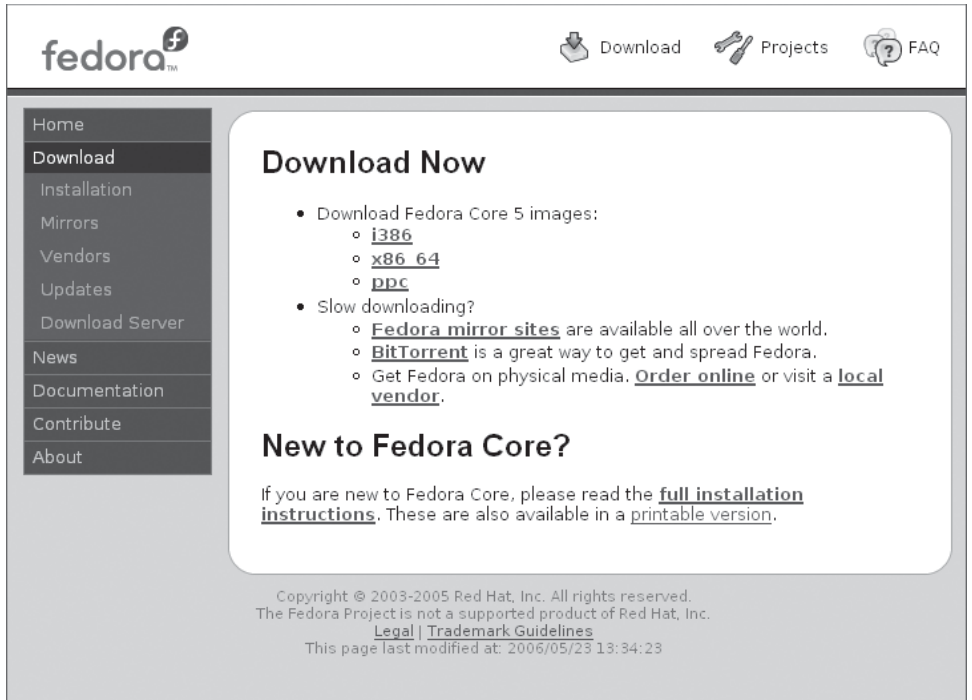 fedora™
Download
Projects
FAQ
Home
Download
Installation
Mirrors
Vendors
Updates
Download Server
News
Documentation
Contribute
About
Download Now
• Download Fedora Core 5 images:
i386
x86_64
ppc
• Slow downloading?
Fedora mirror sites are available all over the world.
BitTorrent is a great way to get and spread Fedora.
Get Fedora on physical media. Order online or visit a local
vendor.
New to Fedora Core?
If you are new to Fedora Core, please read the full installation
instructions. These are also available in a printable version.
Copyright © 2003-2005 Red Hat, Inc. All rights reserved.
The Fedora Project is not a supported product of Red Hat, Inc.
Legal | Trademark Guidelines
This page last modified at: 2006/05/23 13:34:23